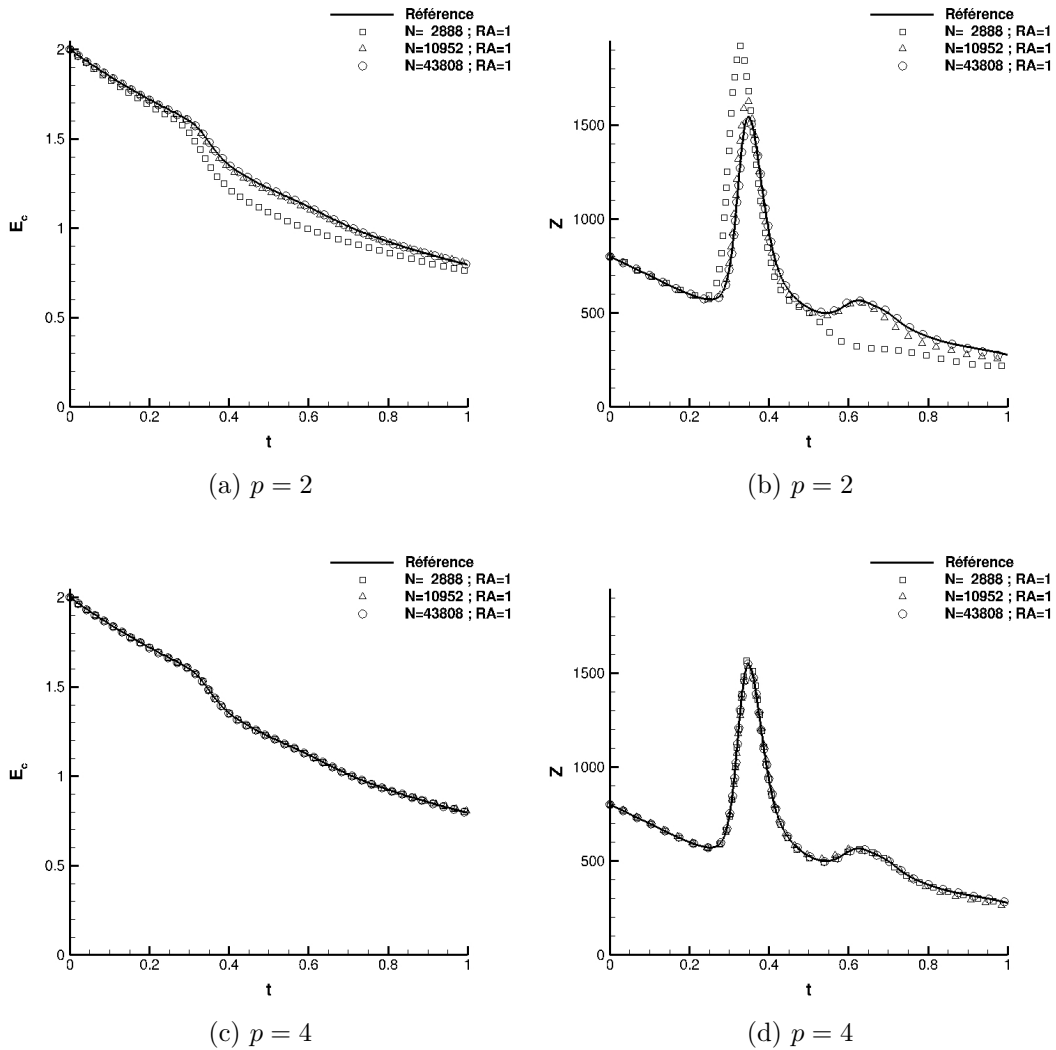 Référence
N= 2888 ; RA=1
N=10952 ; RA=1
N=43808 ; RA=1
2
1.5
1
0.5
0
E_c
0 0.2 0.4 0.6 0.8 1
t
(a) p = 2
Référence
N= 2888 ; RA=1
N=10952 ; RA=1
N=43808 ; RA=1
1500
1000
500
0
Z
0 0.2 0.4 0.6 0.8 1
t
(b) p = 2
Référence
N= 2888 ; RA=1
N=10952 ; RA=1
N=43808 ; RA=1
2
1.5
1
0.5
0
E_c
0 0.2 0.4 0.6 0.8 1
t
(c) p = 4
Référence
N= 2888 ; RA=1
N=10952 ; RA=1
N=43808 ; RA=1
1500
1000
500
0
Z
0 0.2 0.4 0.6 0.8 1
t
(d) p = 4